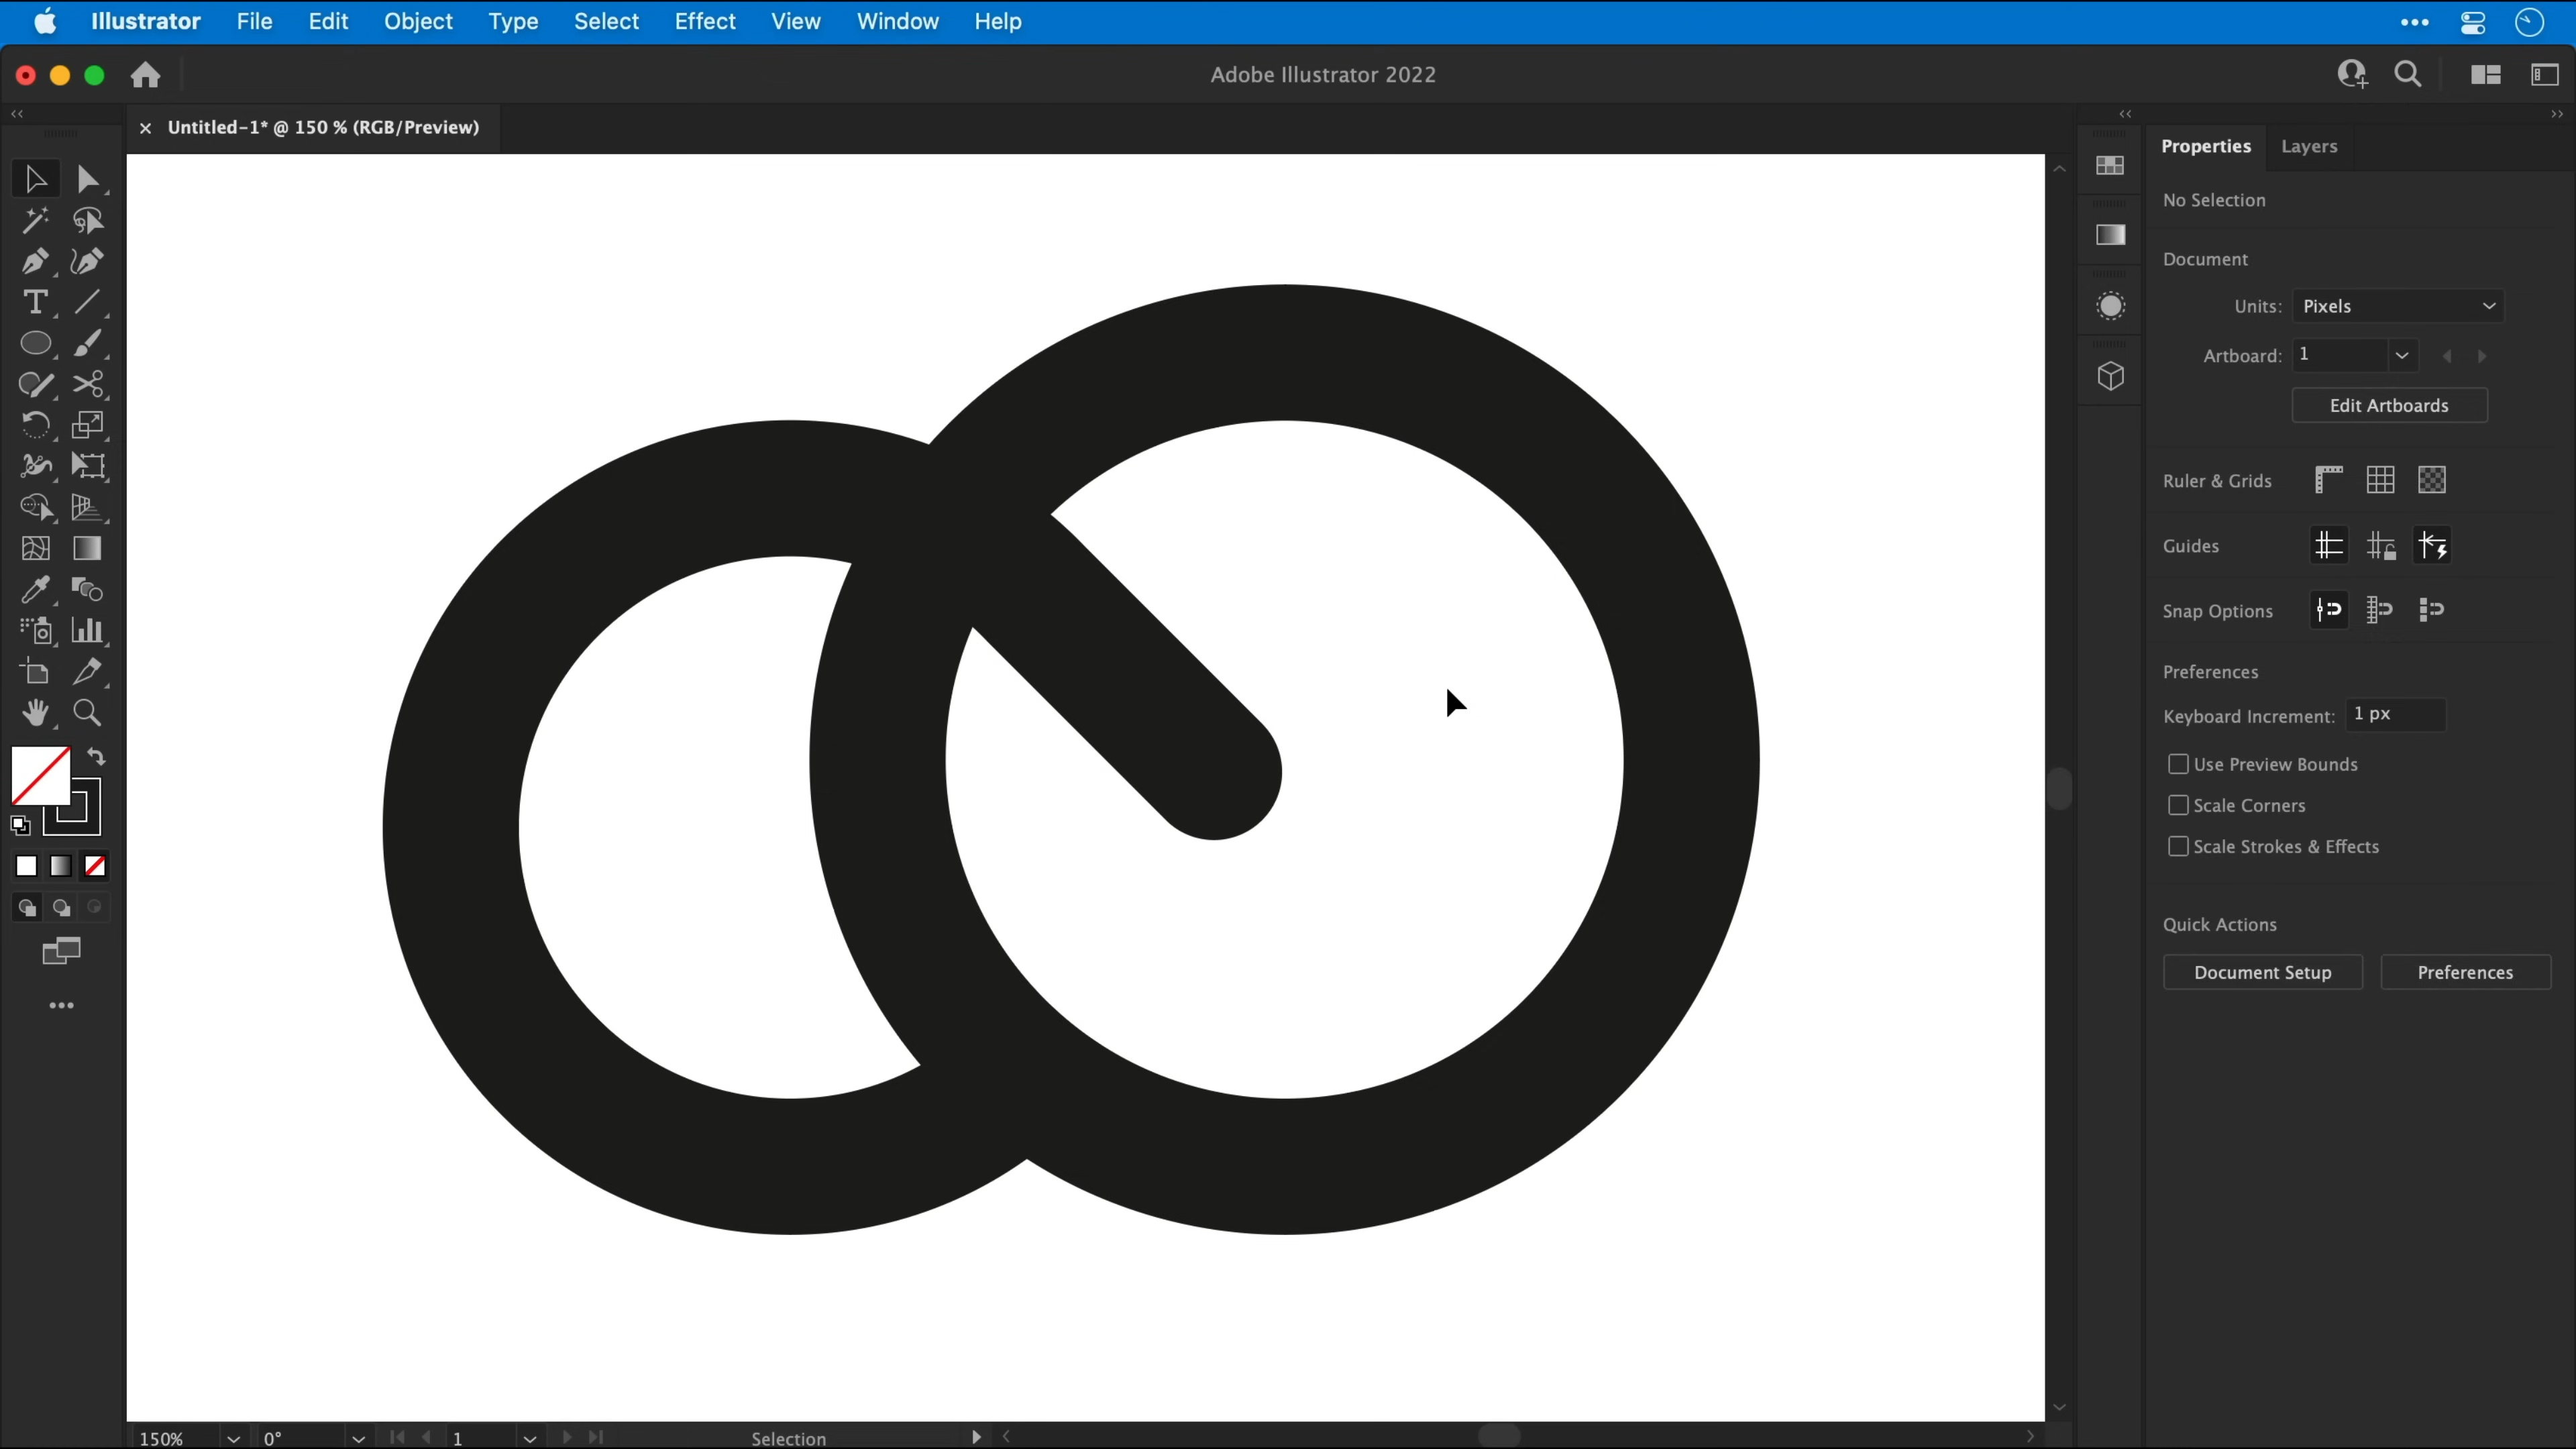 Illustrator File Edit Object Type Select Effect View Window Help
Adobe Illustrator 2022
Untitled-1* @ 150 % (RGB/Preview)
Properties Layers
No Selection
Document
Units: Pixels
Artboard: 1
Edit Artboards
Ruler & Grids
Guides
Snap Options
Preferences
Keyboard Increment: 1 px
Use Preview Bounds
Scale Corners
Scale Strokes & Effects
Quick Actions
Document Setup Preferences
150% 0° 1 Selection